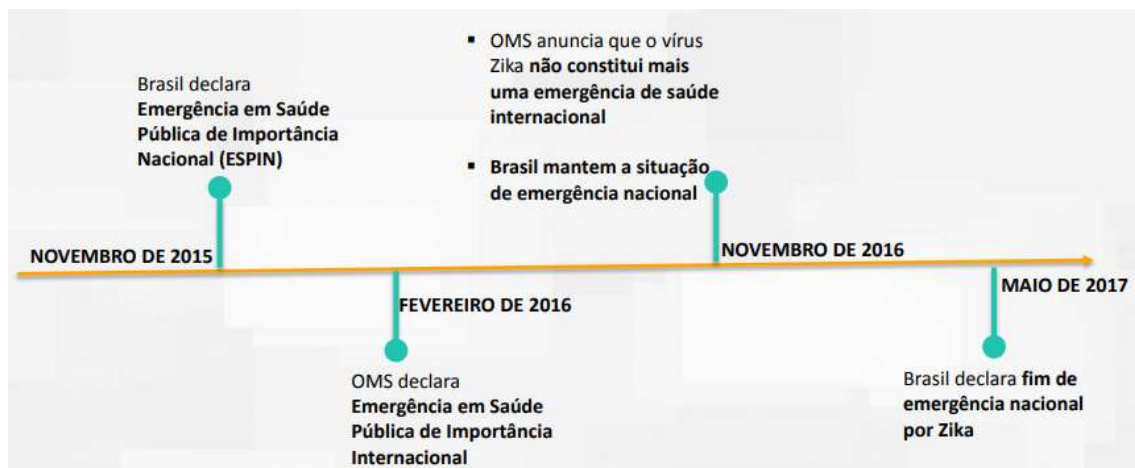 Brasil declara
Emergência em Saúde
Pública de Importância
Nacional (ESPIN)
▪ OMS anuncia que o vírus
Zika não constitui mais
uma emergência de saúde
internacional
▪ Brasil mantem a situação
de emergência nacional
NOVEMBRO DE 2015
FEVEREIRO DE 2016
NOVEMBRO DE 2016
MAIO DE 2017
OMS declara
Emergência em Saúde
Pública de Importância
Internacional
Brasil declara fim de
emergência nacional
por Zika